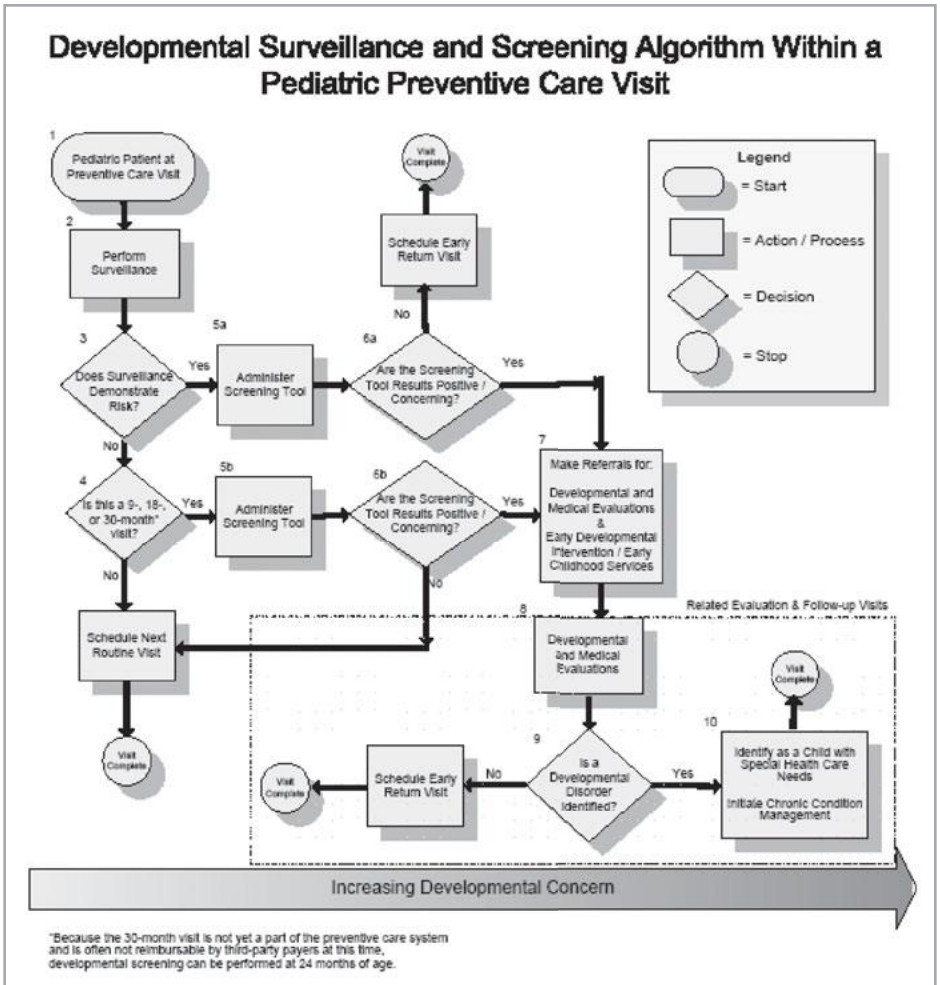 Developmental Surveillance and Screening Algorithm Within a
Pediatric Preventive Care Visit
1
Pediatric Patient at
Preventive Care Visit
2
Perform
Surveillance
3
Does Surveillance
Demonstrate
Risk?
Yes
No
5a
Administer
Screening Tool
6a
Are the Screening
Tool Results Positive /
Concerning?
Yes
No
Schedule Early
Return Visit
Visit
Complete
Legend
= Start
= Action / Process
= Decision
= Stop
4
Is this a 9-, 18-,
or 30-month*
visit?
Yes
No
5b
Administer
Screening Tool
6b
Are the Screening
Tool Results Positive /
Concerning?
Yes
No
7
Make Referrals for:
Developmental and
Medical Evaluations
&
Early Developmental
Intervention / Early
Childhood Services
Schedule Next
Routine Visit
Visit
Complete
Related Evaluation & Follow-up Visits
8
Developmental
and Medical
Evaluations
9
Is a
Developmental
Disorder
Identified?
No
Yes
Schedule Early
Return Visit
Visit
Complete
10
Identify as a Child with
Special Health Care
Needs
Initiate Chronic Condition
Management
Visit
Complete
Increasing Developmental Concern
*Because the 30-month visit is not yet a part of the preventive care system
and is often not reimbursable by third-party payers at this time,
developmental screening can be performed at 24 months of age.